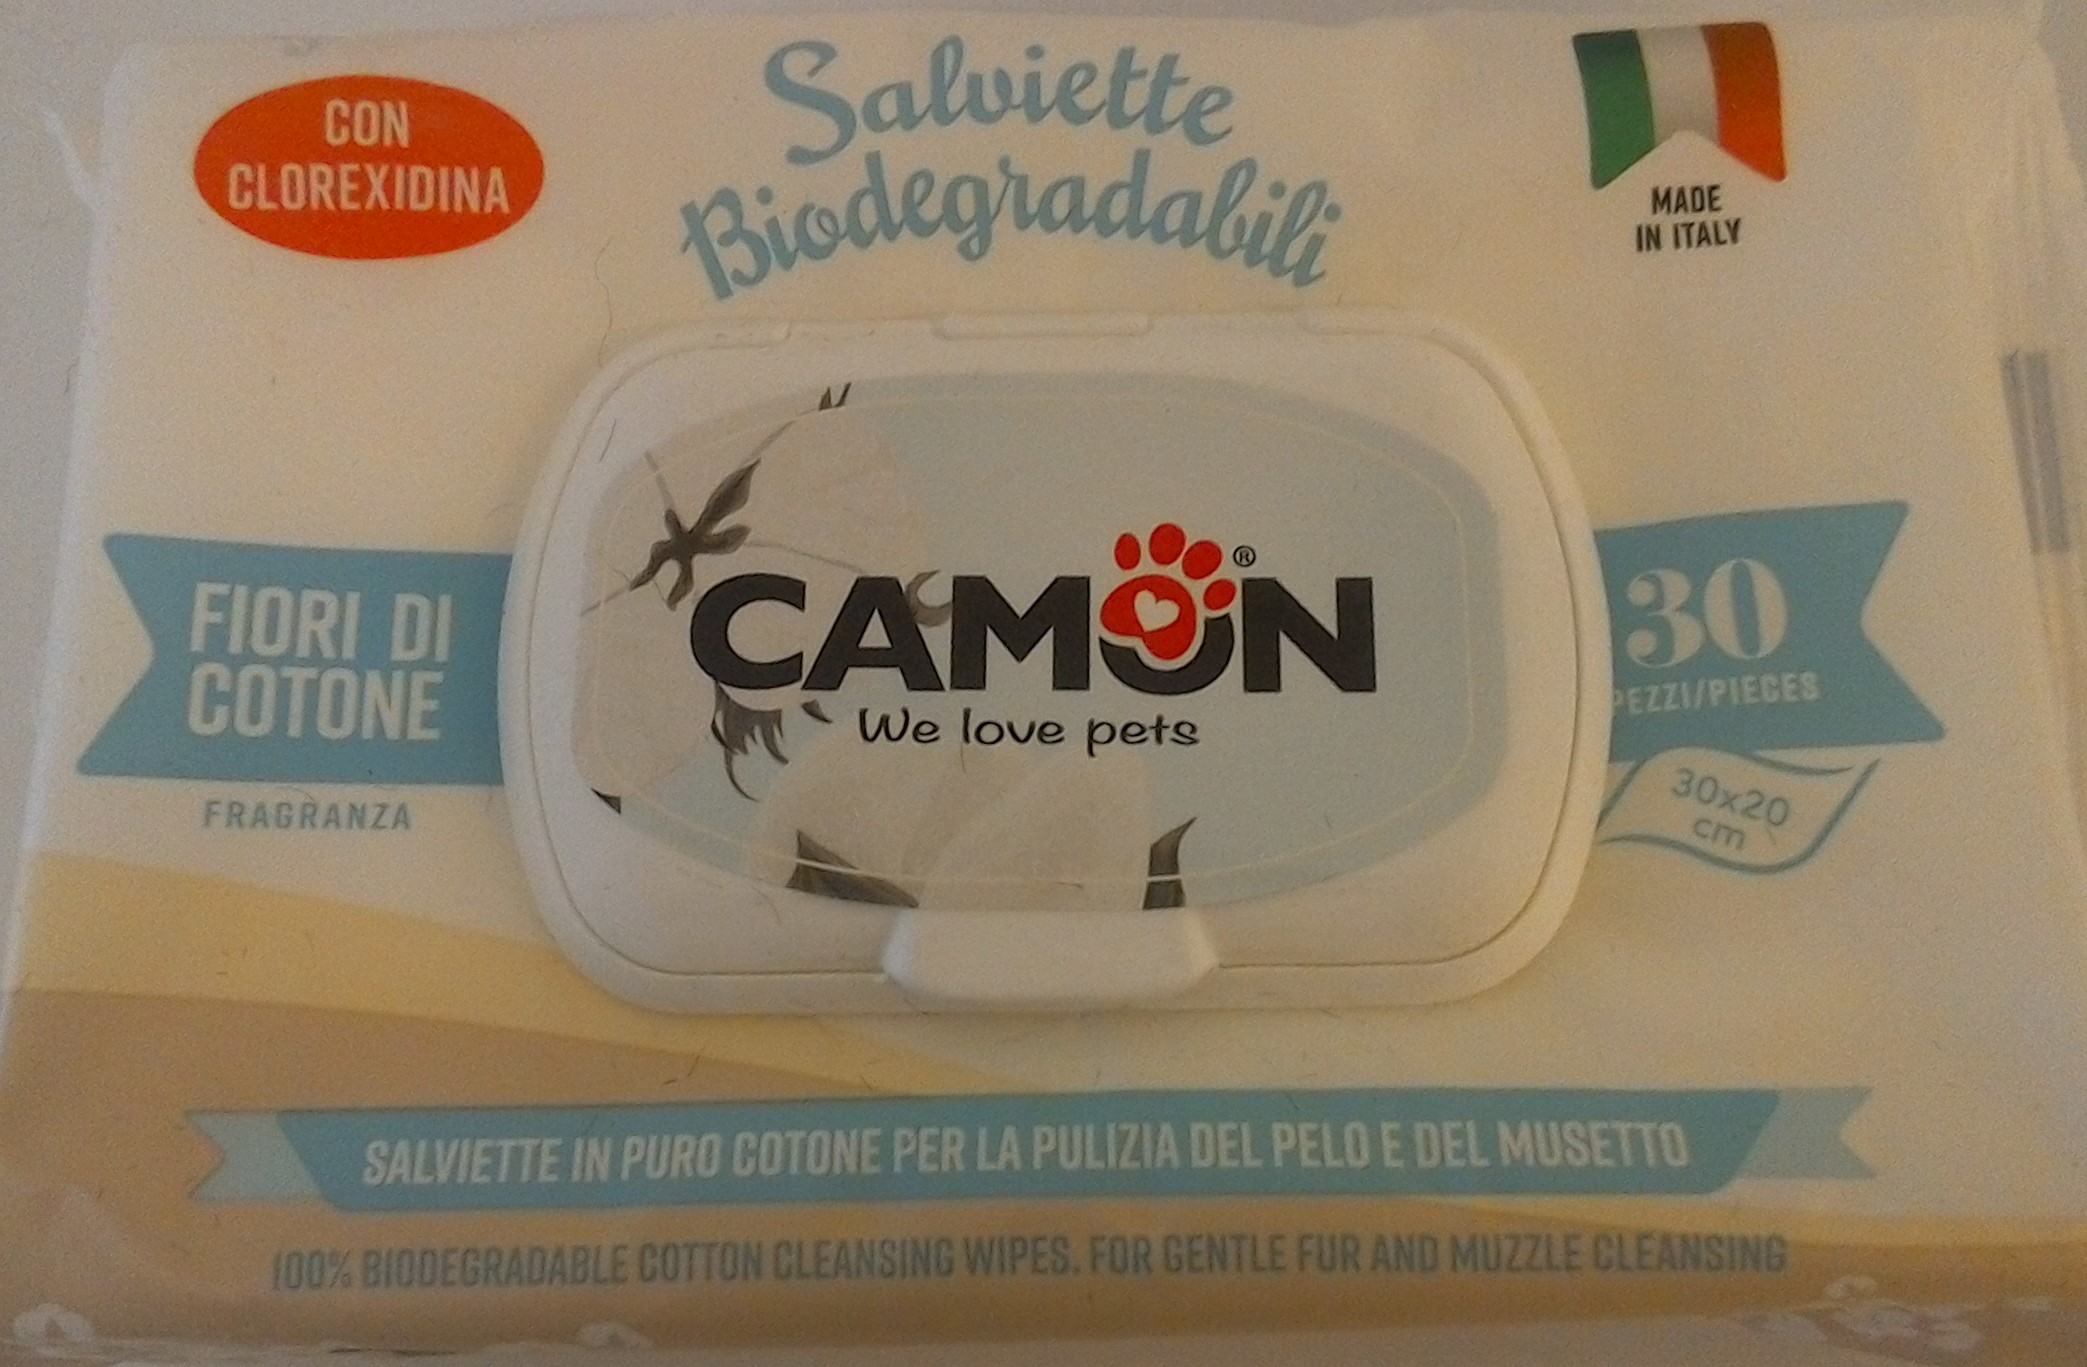 CON
CLOREXIDINA
Salviette
Biodegradabili
MADE
IN ITALY
FIORI DI
COTONE
FRAGRANZA
CAMON®
We love pets
30
PEZZI/PIECES
30x20
cm
SALVIETTE IN PURO COTONE PER LA PULIZIA DEL PELO E DEL MUSETTO
100% BIODEGRADABLE COTTON CLEANSING WIPES. FOR GENTLE FUR AND MUZZLE CLEANSING